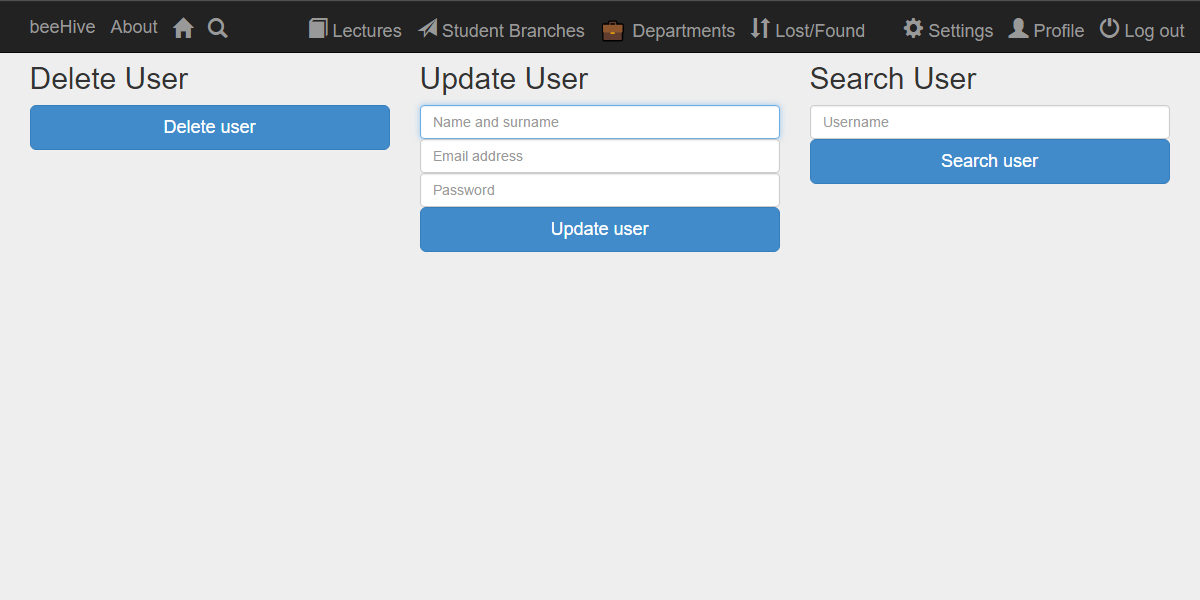 beeHive About Lectures Student Branches Departments Lost/Found Settings Profile Log out
Delete User
Delete user
Update User
Name and surname
Email address
Password
Update user
Search User
Username
Search user